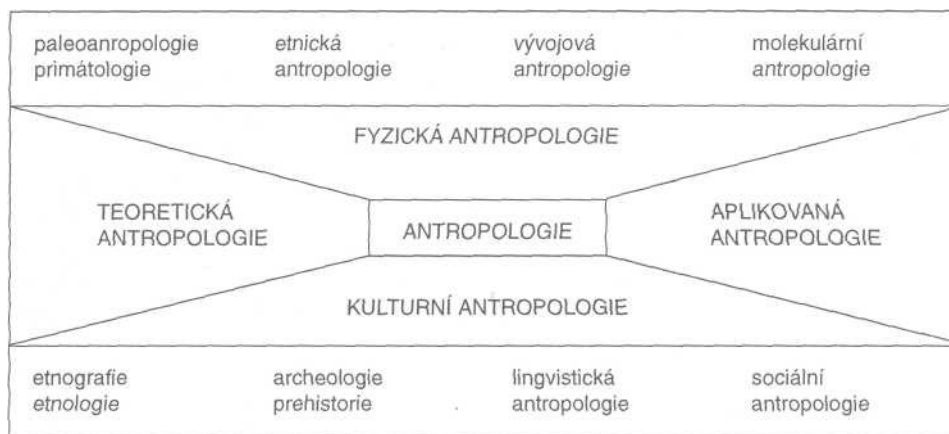 paleoanropologie
primátologie
etnická
antropologie
vývojová
antropologie
molekulární
antropologie
FYZICKÁ ANTROPOLOGIE
TEORETICKÁ
ANTROPOLOGIE
ANTROPOLOGIE
APLIKOVANÁ
ANTROPOLOGIE
KULTURNÍ ANTROPOLOGIE
etnografie
etnologie
archeologie
prehistorie
lingvistická
antropologie
sociální
antropologie